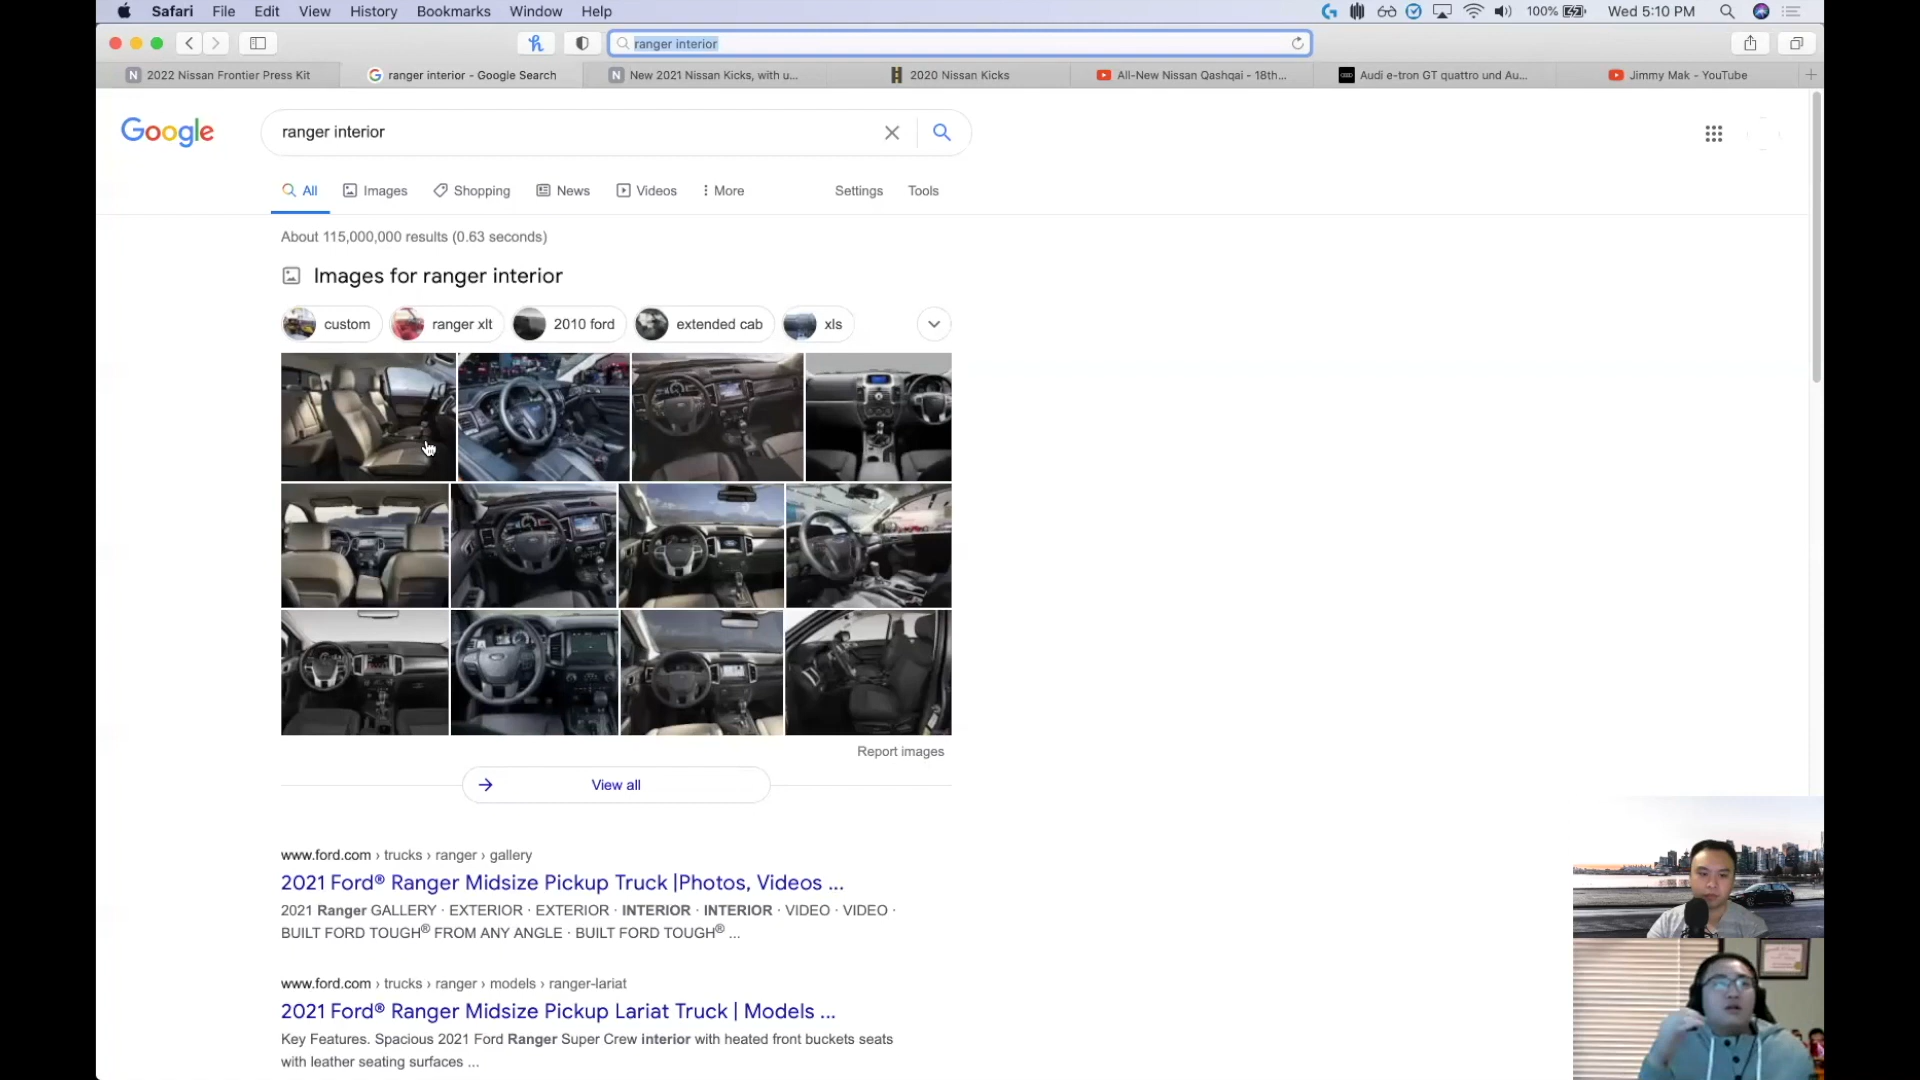 Safari File Edit View History Bookmarks Window Help 100% Wed 5:10 PM
ranger interior
2022 Nissan Frontier Press Kit
ranger interior - Google Search
New 2021 Nissan Kicks, with u...
2020 Nissan Kicks
All-New Nissan Qashqai - 18th...
Audi e-tron GT quattro und Au...
Jimmy Mak - YouTube
Google
ranger interior
All Images Shopping News Videos More Settings Tools
About 115,000,000 results (0.63 seconds)
Images for ranger interior
custom ranger xlt 2010 ford extended cab xls
Report images
View all
www.ford.com › trucks › ranger › gallery
2021 Ford® Ranger Midsize Pickup Truck |Photos, Videos ...
2021 Ranger GALLERY · EXTERIOR · EXTERIOR · INTERIOR · INTERIOR · VIDEO · VIDEO ·
BUILT FORD TOUGH® FROM ANY ANGLE · BUILT FORD TOUGH® ...
www.ford.com › trucks › ranger › models › ranger-lariat
2021 Ford® Ranger Midsize Pickup Lariat Truck | Models ...
Key Features. Spacious 2021 Ford Ranger Super Crew interior with heated front buckets seats
with leather seating surfaces ...